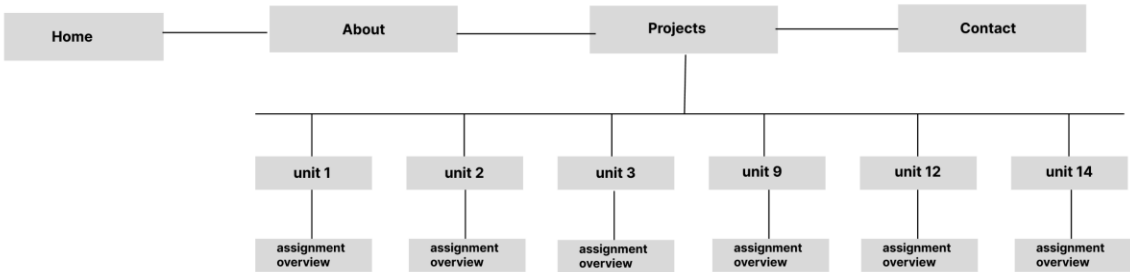 Home
About
Projects
Contact
unit 1
unit 2
unit 3
unit 9
unit 12
unit 14
assignment
overview
assignment
overview
assignment
overview
assignment
overview
assignment
overview
assignment
overview